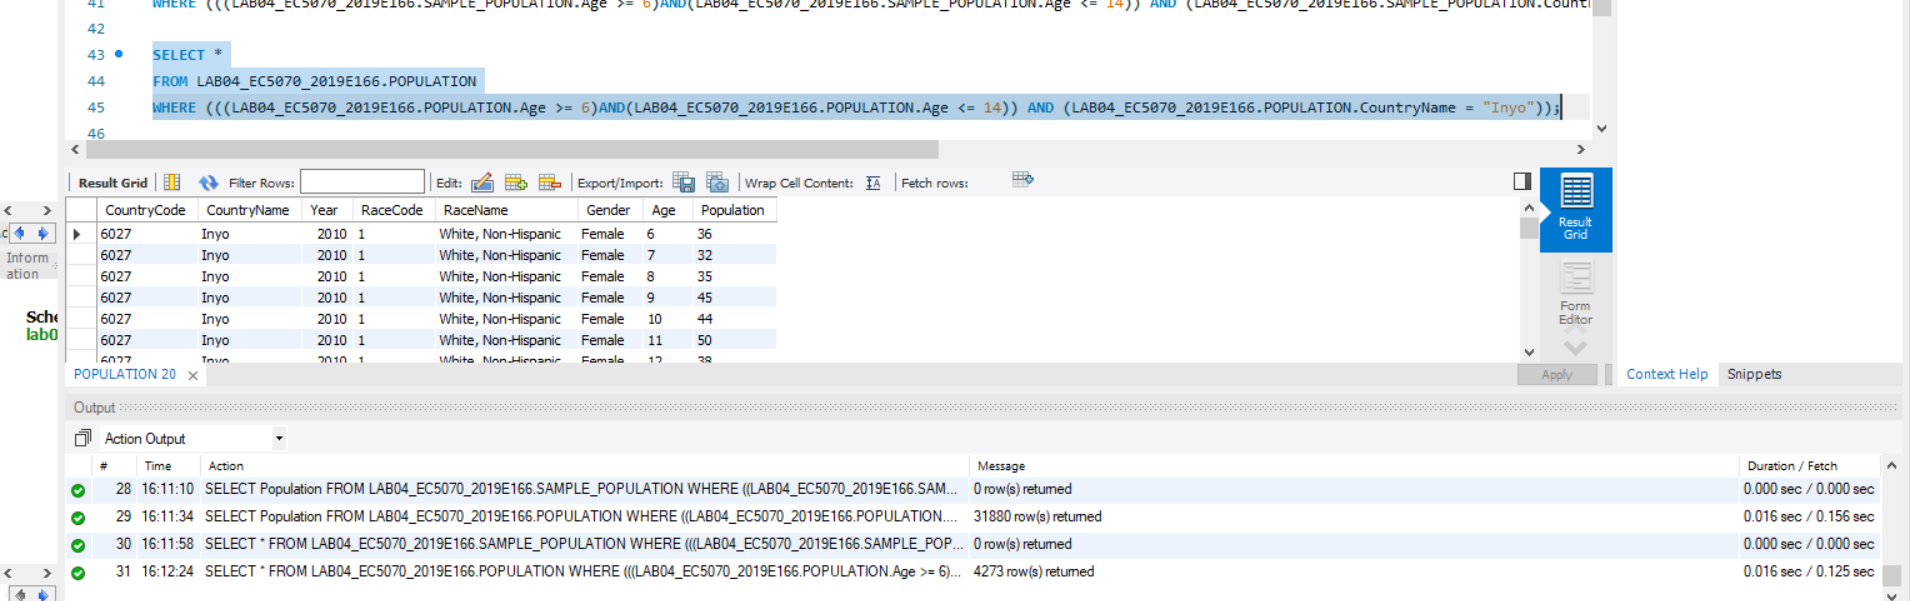 41 WHERE (((LAB04_EC5070_2019E166.SAMPLE_POPULATION.Age >= 6)AND(LAB04_EC5070_2019E166.SAMPLE_POPULATION.Age <= 14)) AND (LAB04_EC5070_2019E166.SAMPLE_POPULATION.Count
42
43 SELECT *
44 FROM LAB04_EC5070_2019E166.POPULATION
45 WHERE (((LAB04_EC5070_2019E166.POPULATION.Age >= 6)AND(LAB04_EC5070_2019E166.POPULATION.Age <= 14)) AND (LAB04_EC5070_2019E166.POPULATION.CountryName = "Inyo"));
46
Result Grid Filter Rows: Edit: Export/Import: Wrap Cell Content: IA Fetch rows:
CountryCode CountryName Year RaceCode RaceName Gender Age Population
6027 Inyo 2010 1 White, Non-Hispanic Female 6 36
6027 Inyo 2010 1 White, Non-Hispanic Female 7 32
6027 Inyo 2010 1 White, Non-Hispanic Female 8 35
6027 Inyo 2010 1 White, Non-Hispanic Female 9 45
6027 Inyo 2010 1 White, Non-Hispanic Female 10 44
6027 Inyo 2010 1 White, Non-Hispanic Female 11 50
6027 Inyo 2010 1 White, Non-Hispanic Female 12 38
Result
Grid
Form
Editor
Inform
ation
Sche
lab0
POPULATION 20
Apply
Context Help Snippets
Output
Action Output
# Time Action Message Duration / Fetch
28 16:11:10 SELECT Population FROM LAB04_EC5070_2019E166.SAMPLE_POPULATION WHERE ((LAB04_EC5070_2019E166.SAM... 0 row(s) returned 0.000 sec / 0.000 sec
29 16:11:34 SELECT Population FROM LAB04_EC5070_2019E166.POPULATION WHERE ((LAB04_EC5070_2019E166.POPULATION.... 31880 row(s) returned 0.016 sec / 0.156 sec
30 16:11:58 SELECT * FROM LAB04_EC5070_2019E166.SAMPLE_POPULATION WHERE (((LAB04_EC5070_2019E166.SAMPLE_POP... 0 row(s) returned 0.000 sec / 0.000 sec
31 16:12:24 SELECT * FROM LAB04_EC5070_2019E166.POPULATION WHERE (((LAB04_EC5070_2019E166.POPULATION.Age >= 6)... 4273 row(s) returned 0.016 sec / 0.125 sec